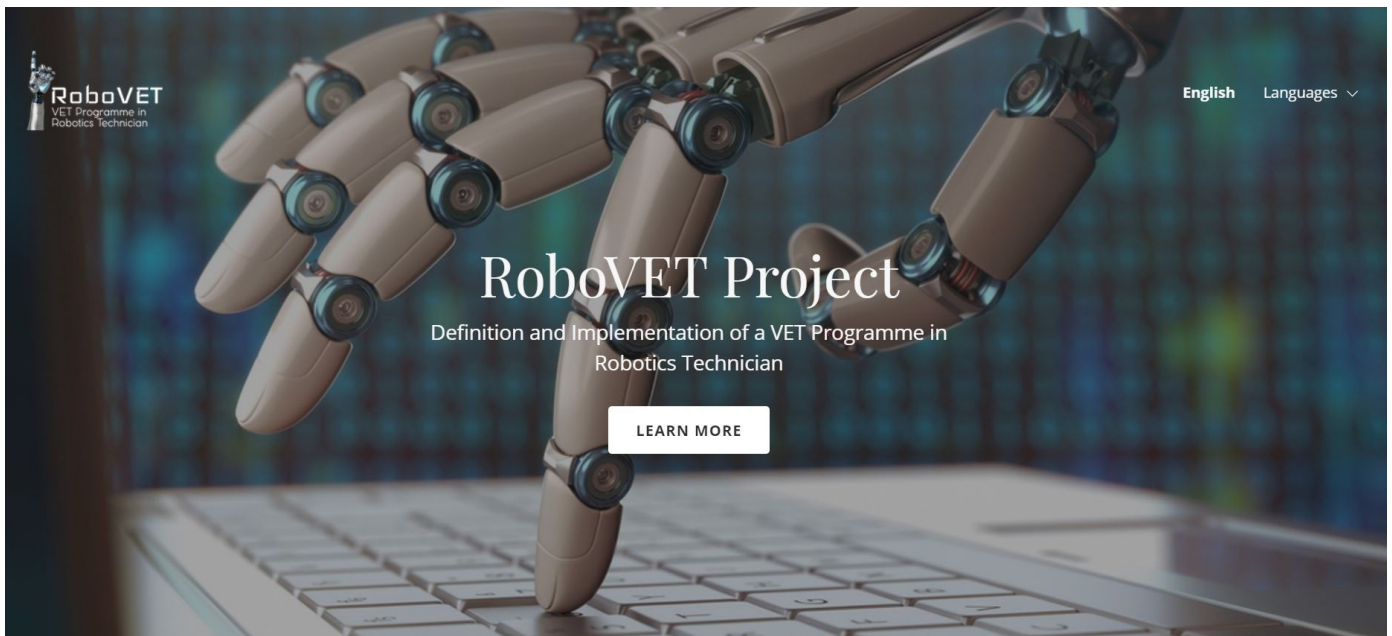 RoboVET
VET Programme in
Robotics Technician
English
Languages
RoboVET Project
Definition and Implementation of a VET Programme in
Robotics Technician
LEARN MORE